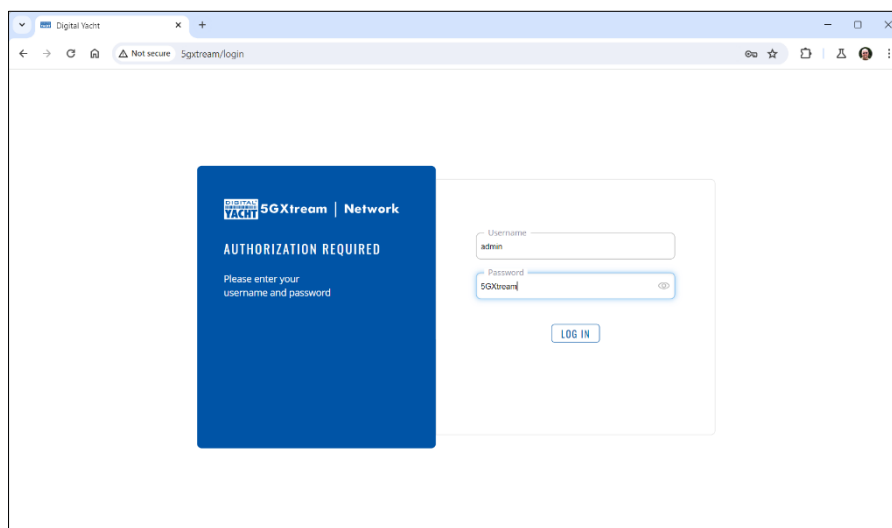 Digital Yacht
Not secure
5gxtream/login
DIGITAL YACHT 5GXtream | Network
AUTHORIZATION REQUIRED
Please enter your
username and password
Username
admin
Password
5GXtream
LOG IN